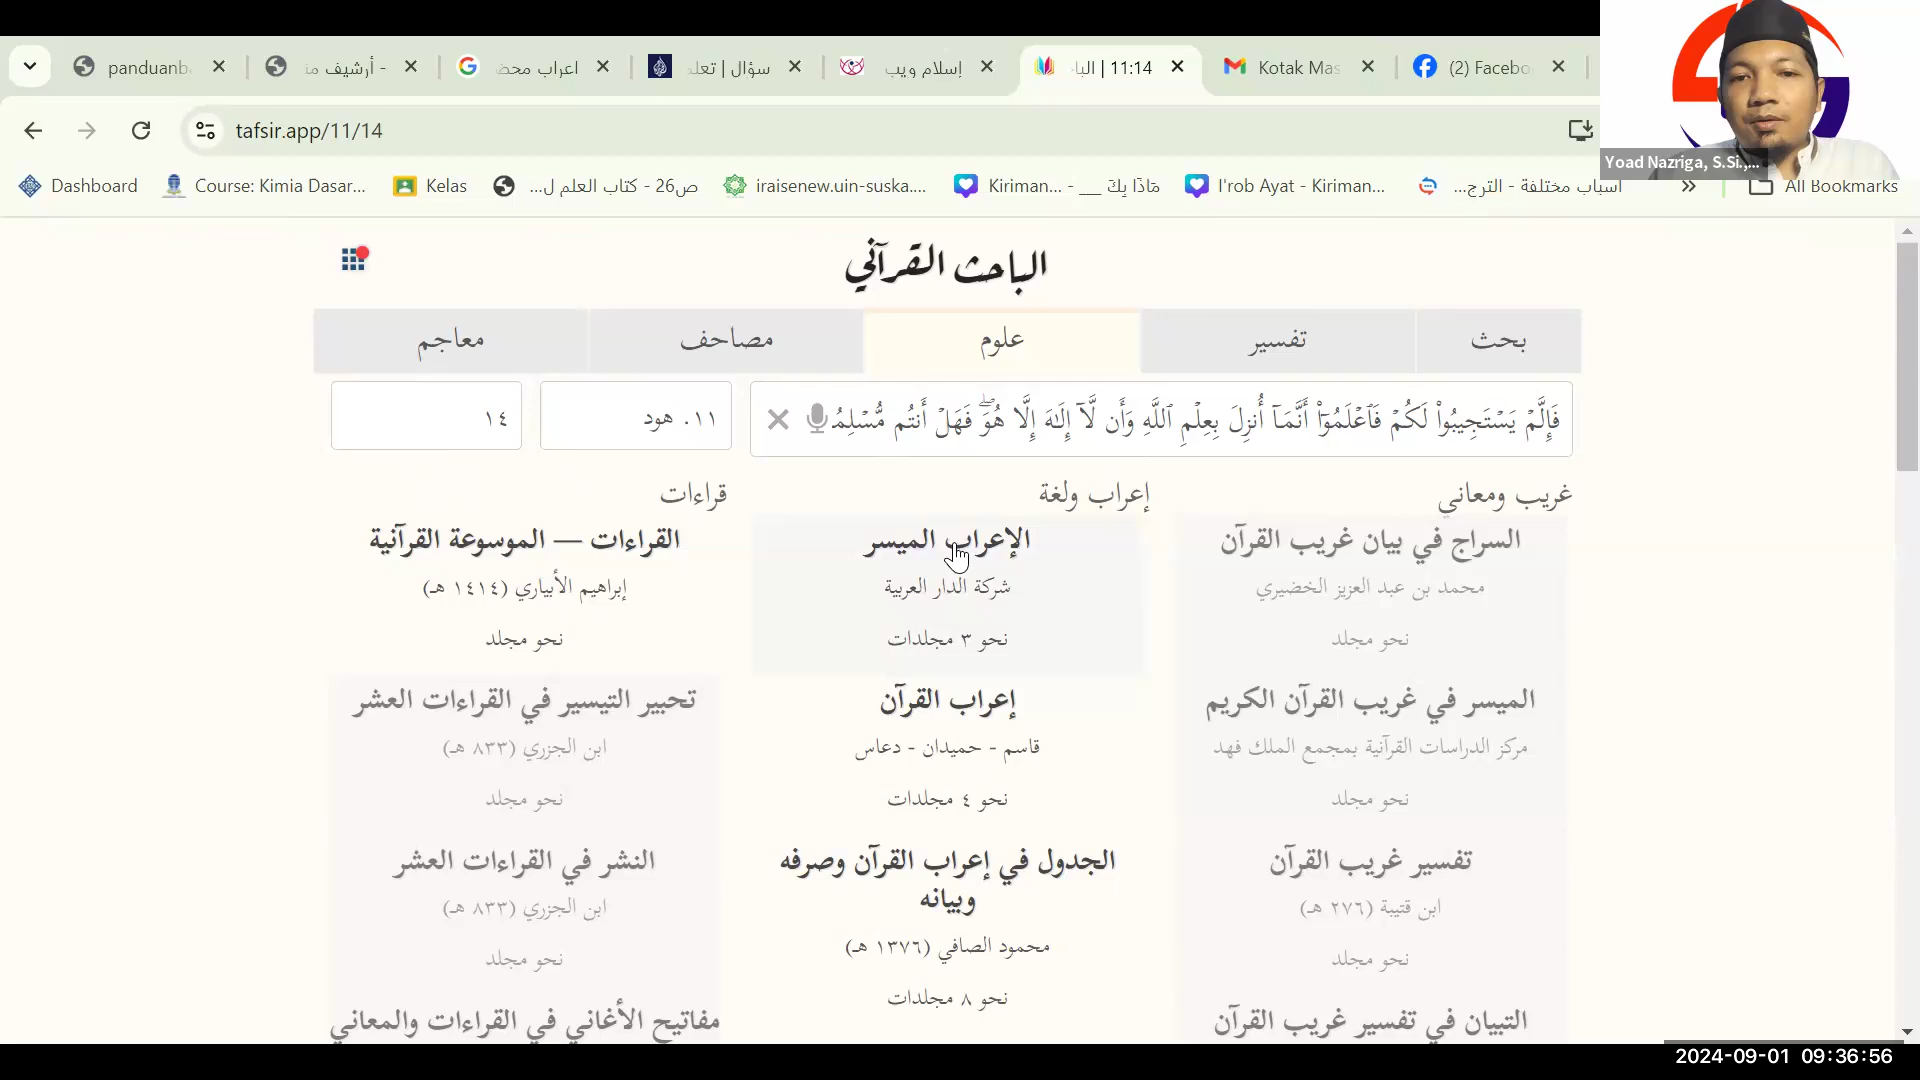 panduanb
أرشيف من -
اعراب محض
سؤال | تعلم
إسلام ويب
11:14 | البا
Kotak Mas
(2) Facebo
tafsir.app/11/14
Yoad Nazriga, S.Si.,...
Dashboard
Course: Kimia Dasar...
Kelas
ص26 - كتاب العلم ل...
iraisenew.uin-suska....
مَاذَا بِكَ __ - Kiriman...
I'rob Ayat - Kiriman...
أسباب مختلفة - الترج...
All Bookmarks
الباحث القرآني
بحث
تفسير
علوم
مصاحف
معاجم
فَإِلَّمْ يَسْتَجِيبُوا۟ لَكُمْ فَٱعْلَمُوٓا۟ أَنَّمَآ أُنزِلَ بِعِلْمِ ٱللَّهِ وَأَن لَّآ إِلَـٰهَ إِلَّا هُوَۖ فَهَلْ أَنتُم مُّسْلِمُ
١١. هود
١٤
غريب ومعاني
السراج في بيان غريب القرآن
محمد بن عبد العزيز الخضيري
نحو مجلد
الميسر في غريب القرآن الكريم
مركز الدراسات القرآنية بمجمع الملك فهد
نحو مجلد
تفسير غريب القرآن
ابن قتيبة (٢٧٦ هـ)
نحو مجلد
التبيان في تفسير غريب القرآن
إعراب ولغة
الإعراب الميسر
شركة الدار العربية
نحو ٣ مجلدات
إعراب القرآن
قاسم - حميدان - دعاس
نحو ٤ مجلدات
الجدول في إعراب القرآن وصرفه
وبيانه
محمود الصافي (١٣٧٦ هـ)
نحو ٨ مجلدات
قراءات
القراءات — الموسوعة القرآنية
إبراهيم الأبياري (١٤١٤ هـ)
نحو مجلد
تحبير التيسير في القراءات العشر
ابن الجزري (٨٣٣ هـ)
نحو مجلد
النشر في القراءات العشر
ابن الجزري (٨٣٣ هـ)
نحو مجلد
مفاتيح الأغاني في القراءات والمعاني
2024-09-01 09:36:56